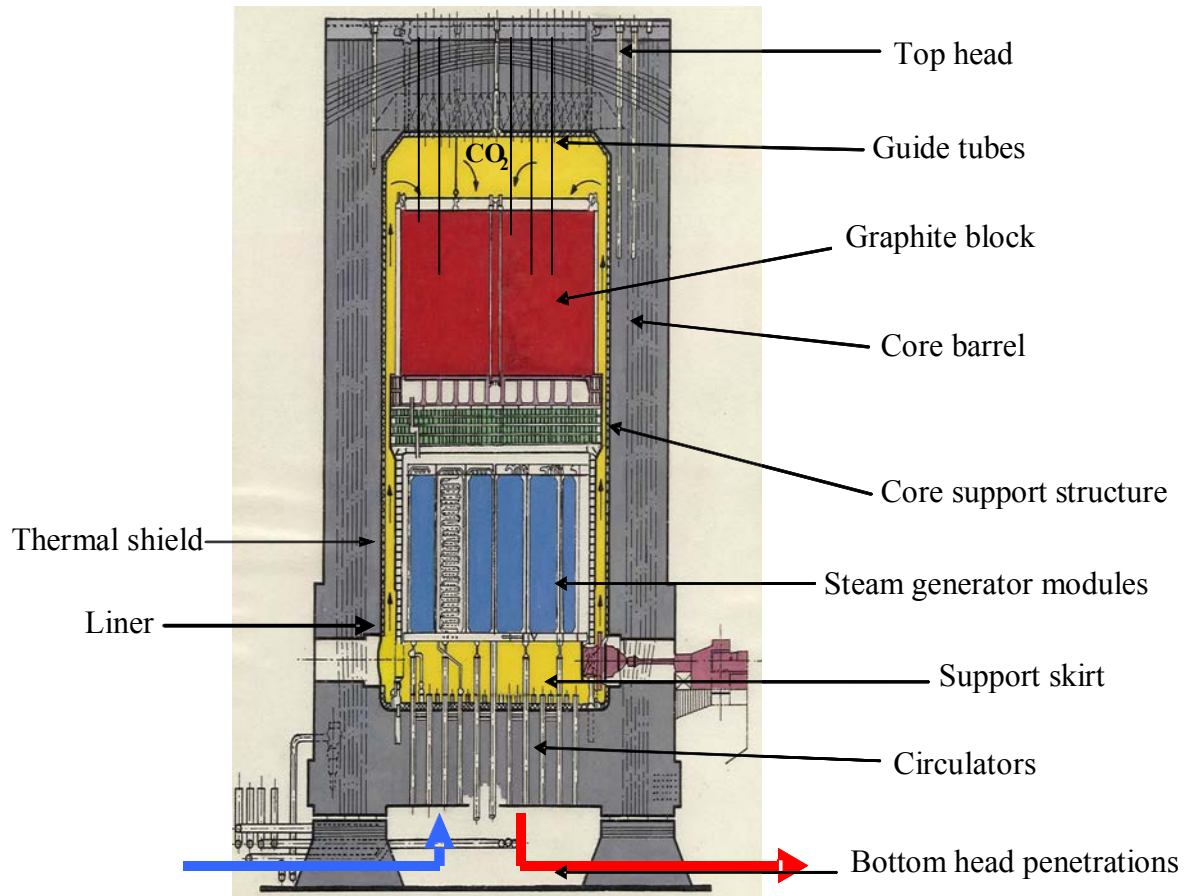 Top head
CO2
Guide tubes
Graphite block
Core barrel
Core support structure
Thermal shield
Steam generator modules
Liner
Support skirt
Circulators
Bottom head penetrations